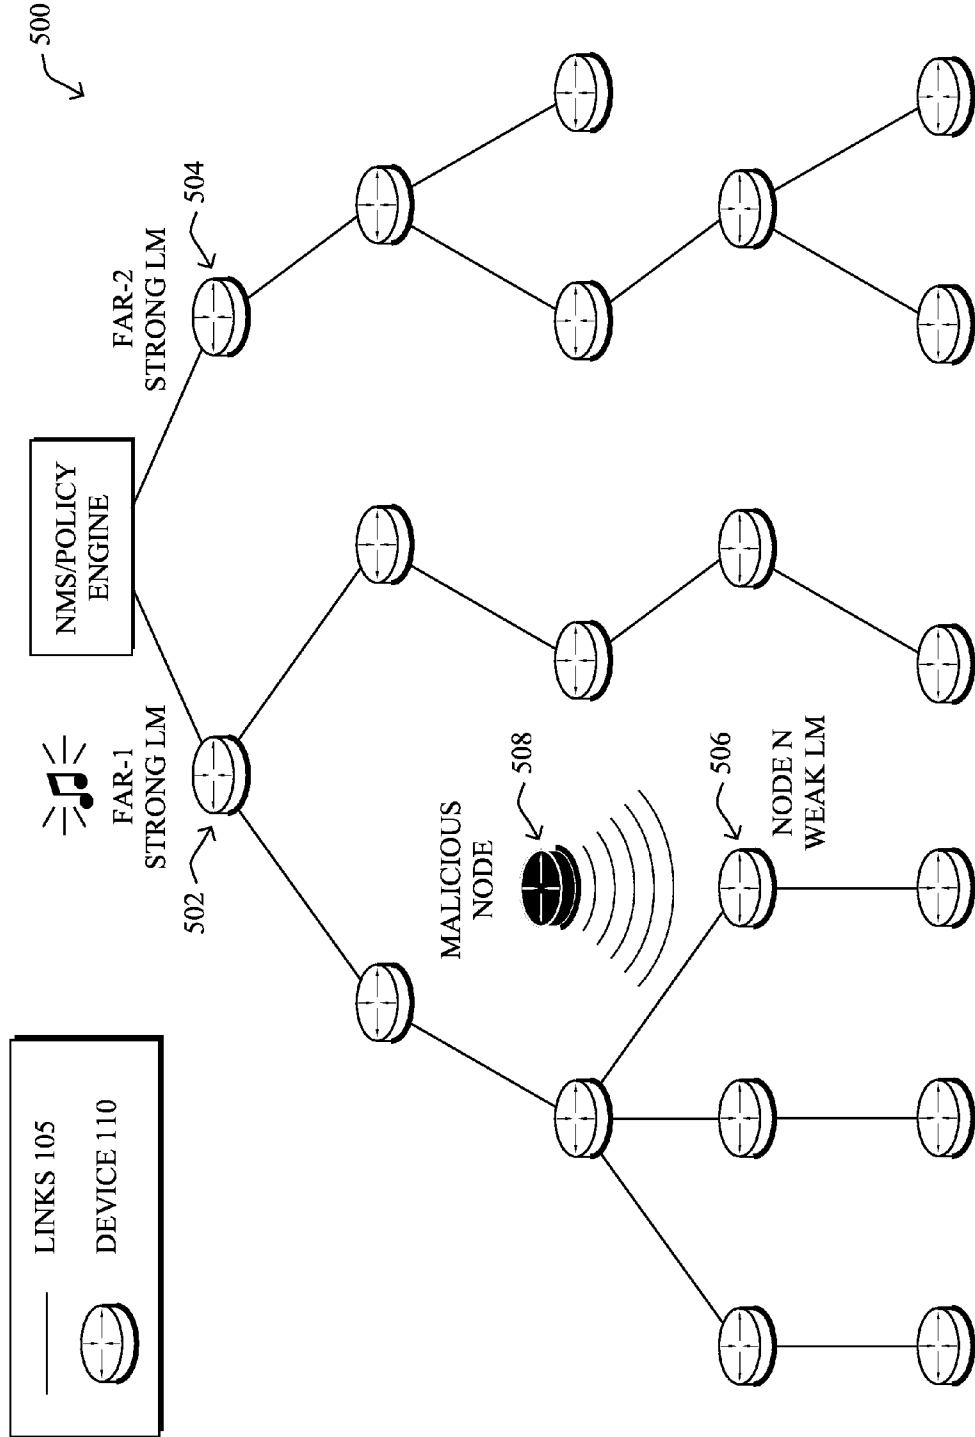 500
NMS/POLICY
ENGINE
FAR-1
STRONG LM
502
FAR-2
STRONG LM
504
LINKS 105
DEVICE 110
MALICIOUS
NODE
508
506
NODE N
WEAK LM